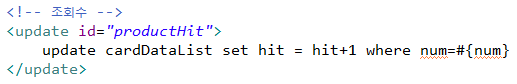 <!-- 조회수 -->
<update id="productHit">
update cardDataList set hit = hit+1 where num=#{num}
</update>